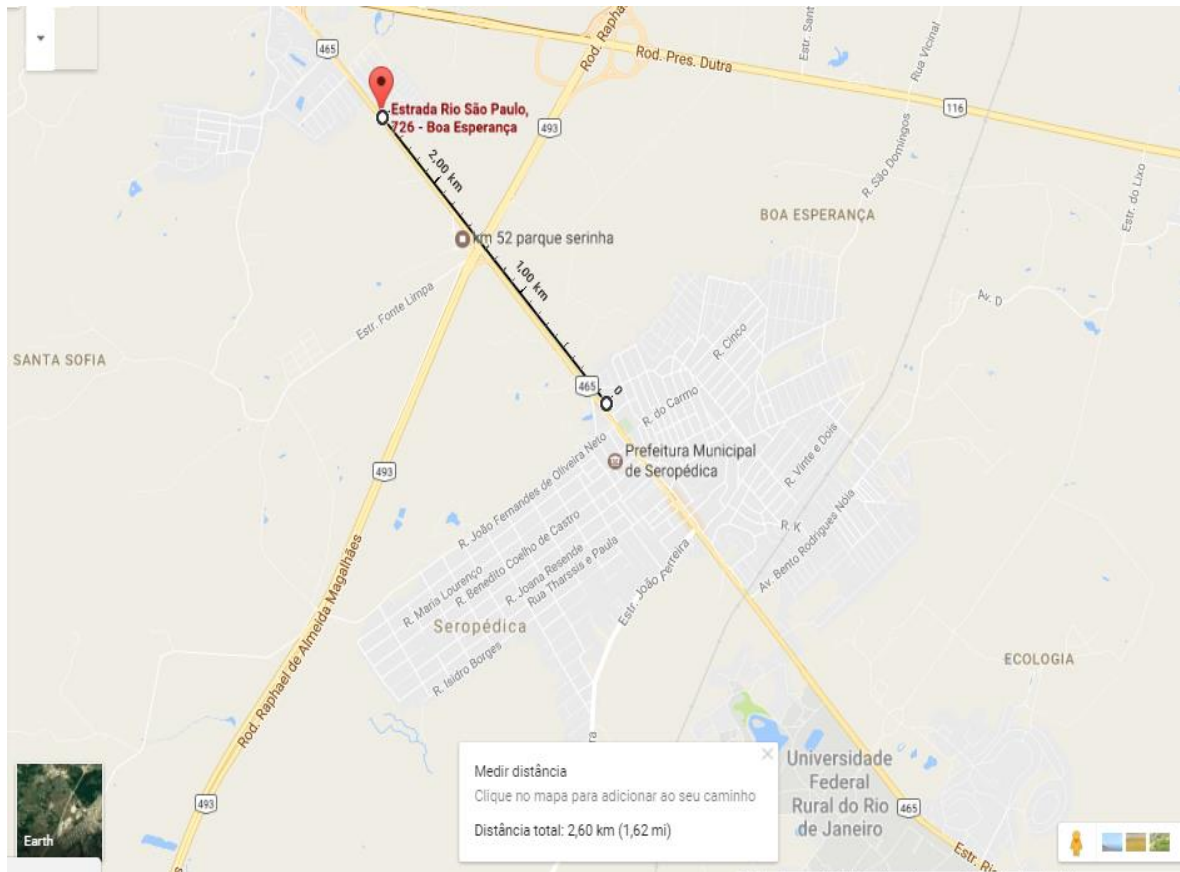 465
Rod. Raphael
Rod. Pres. Dutra
Estr. Sant
Rua Vicinal
116
Estrada Rio São Paulo,
726 - Boa Esperança
493
2,00 km
R. São Domingos
Estr. do Lixo
BOA ESPERANÇA
km 52 parque serinha
1,00 km
Estr. Fonte Limpa
Av. D
SANTA SOFIA
R. Cinco
465
0
R. do Carmo
Prefeitura Municipal
de Seropédica
R. Vinte e Dois
493
R. João Fernandes de Oliveira Neto
R. K
Av. Bento Rodrigues Nóia
R. Benedito Coelho de Castro
R. Joana Resende
Rua Tharssis e Paula
R. Maria Lourenço
Estr. João Ferreira
Seropédica
Rod. Raphael de Almeida Magalhães
R. Isidro Borges
ECOLOGIA
ra
Medir distância
Clique no mapa para adicionar ao seu caminho
Distância total: 2,60 km (1,62 mi)
Universidade
Federal
Rural do Rio
de Janeiro
465
493
Earth
Estr. Ri